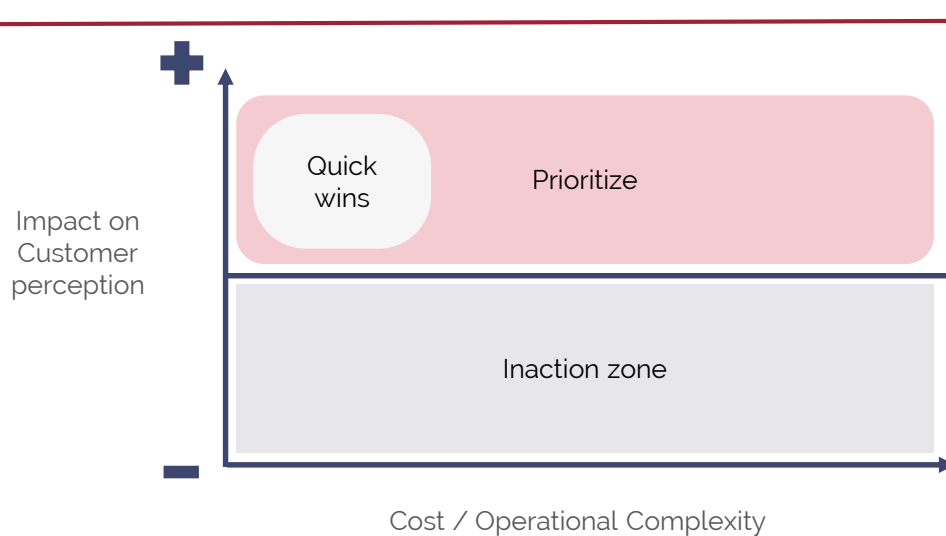 Quick
wins
Prioritize
Impact on
Customer
perception
Inaction zone
Cost / Operational Complexity